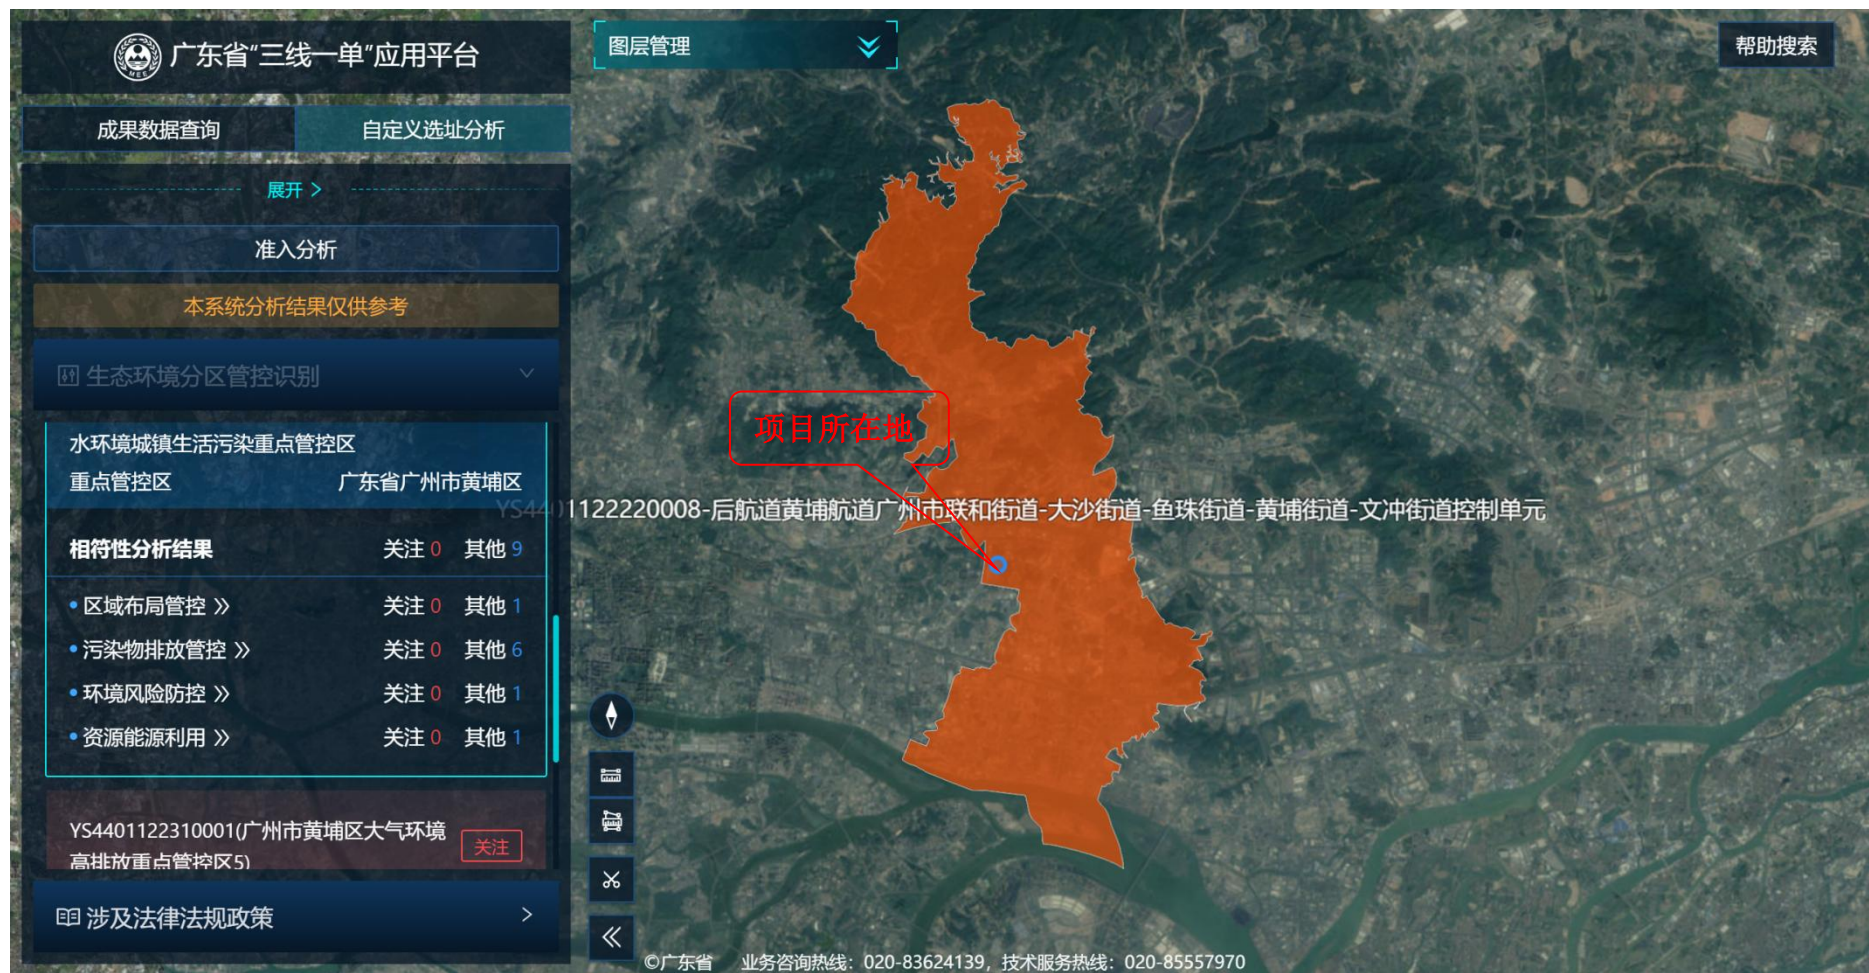 广东省“三线一单”应用平台
图层管理
帮助搜索
成果数据查询
自定义选址分析
展开 >
准入分析
本系统分析结果仅供参考
生态环境分区管控识别
水环境城镇生活污染重点管控区
重点管控区 广东省广州市黄埔区
相符性分析结果 关注 0 其他 9
区域布局管控 关注 0 其他 1
污染物排放管控 关注 0 其他 6
环境风险防控 关注 0 其他 1
资源能源利用 关注 0 其他 1
YS4401122310001(广州市黄埔区大气环境
高排放重点管控区5)
关注
涉及法律法规政策
项目所在地
YS4401122220008-后航道黄埔航道广州市联和街道-大沙街道-鱼珠街道-黄埔街道-文冲街道控制单元
©广东省 业务咨询热线：020-83624139，技术服务热线：020-85557970